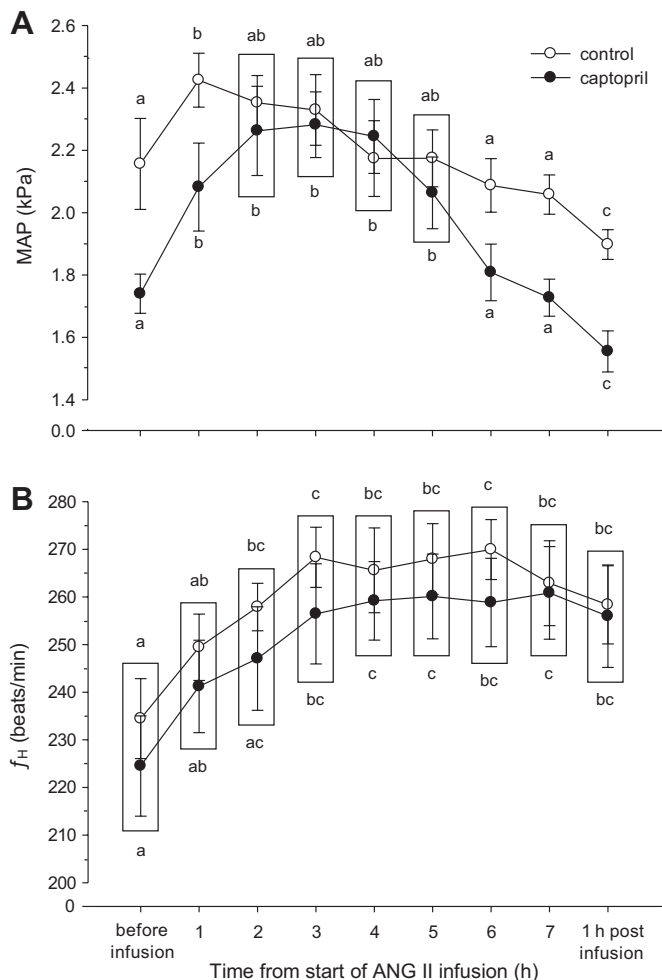 A
2.6
b
ab
ab
control
captopril
2.4
a
ab
ab
a
a
2.2
MAP (kPa)
2.0
c
b
b
b
b
b
1.8
a
a
a
1.6
c
1.4
0.0
B
280
c
bc
bc
c
bc
bc
bc
270
ab
260
a
250
240
c
c
bc
c
bc
bc
fH (beats/min)
230
ac
220
ab
210
a
200
0
before
infusion
1
2
3
4
5
6
7
1 h post
infusion
Time from start of ANG II infusion (h)